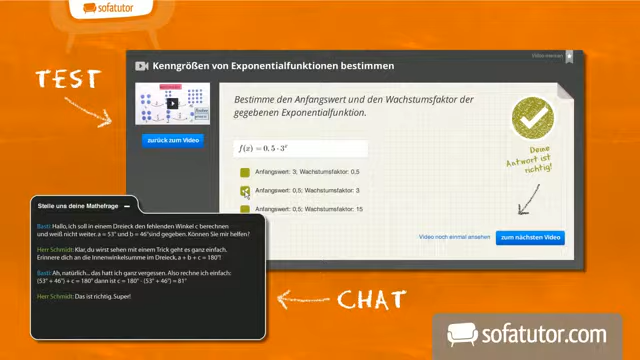 sofatutor
TEST
Video merken
Kenngrößen von Exponentialfunktionen bestimmen
zurück zum Video
Bestimme den Anfangswert und den Wachstumsfaktor der
gegebenen Exponentialfunktion.
f(x) = 0,5 · 3ˣ
Anfangswert: 3, Wachstumsfaktor: 0,5
Anfangswert: 0,5; Wachstumsfaktor: 3
Anfangswert: 0,5; Wachstumsfaktor: 15
Deine
Antwort ist
richtig!
Video noch einmal ansehen
zum nächsten Video
Stelle uns deine Mathefrage
Basti: Hallo, ich soll in einem Dreieck den fehlenden Winkel c berechnen
und weiß nicht weiter. a = 53° und b = 46°sind gegeben. Können Sie mir helfen?
Herr Schmidt: Klar, du wirst sehen mit einem Trick geht es ganz einfach.
Erinnere dich an die Innenwinkelsumme im Dreieck, a + b + c = 180°!
Basti: Ah, natürlich... das hatt ich ganz vergessen. Also rechne ich einfach:
(53° + 46°) + c = 180° dann ist c = 180° - (53° + 46°) = 81°
Herr Schmidt: Das ist richtig. Super!
CHAT
sofatutor.com